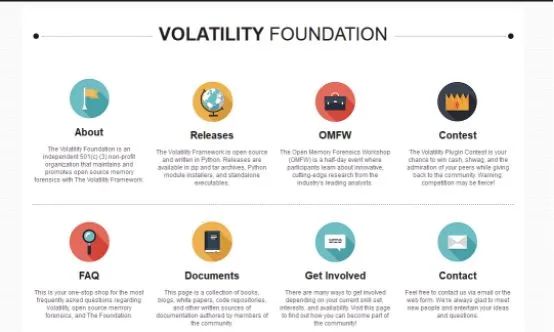 VOLATILITY FOUNDATION
About
The Volatility Foundation is an
independent 501(c) (3) non-profit
organization that maintains and
promotes open source memory
forensics with The Volatility Framework.
Releases
The Volatility Framework is open source
and written in Python. Releases are
available in zip and tar archives, Python
module installers, and standalone
executables.
OMFW
The Open Memory Forensics Workshop
(OMFW) is a half-day event where
participants learn about innovative,
cutting-edge research from the
industry's leading analysts.
Contest
The Volatility Plugin Contest is your
chance to win cash, shwag, and the
admiration of your peers while giving
back to the community. Warning:
competition may be fierce!
FAQ
This is your one-stop shop for the most
frequently asked questions regarding
Volatility, open source memory
forensics, and The Foundation.
Documents
This page is a collection of books,
blogs, white papers, code repositories,
and other written sources of
documentation authored by members of
the community.
Get Involved
There are many ways to get involved
depending on your current skill set,
interests, and availability. Visit this page
to find out how you can become part of
the community!
Contact
Feel free to contact us via email or the
web form. We're always glad to meet
new people and entertain your ideas
and questions.